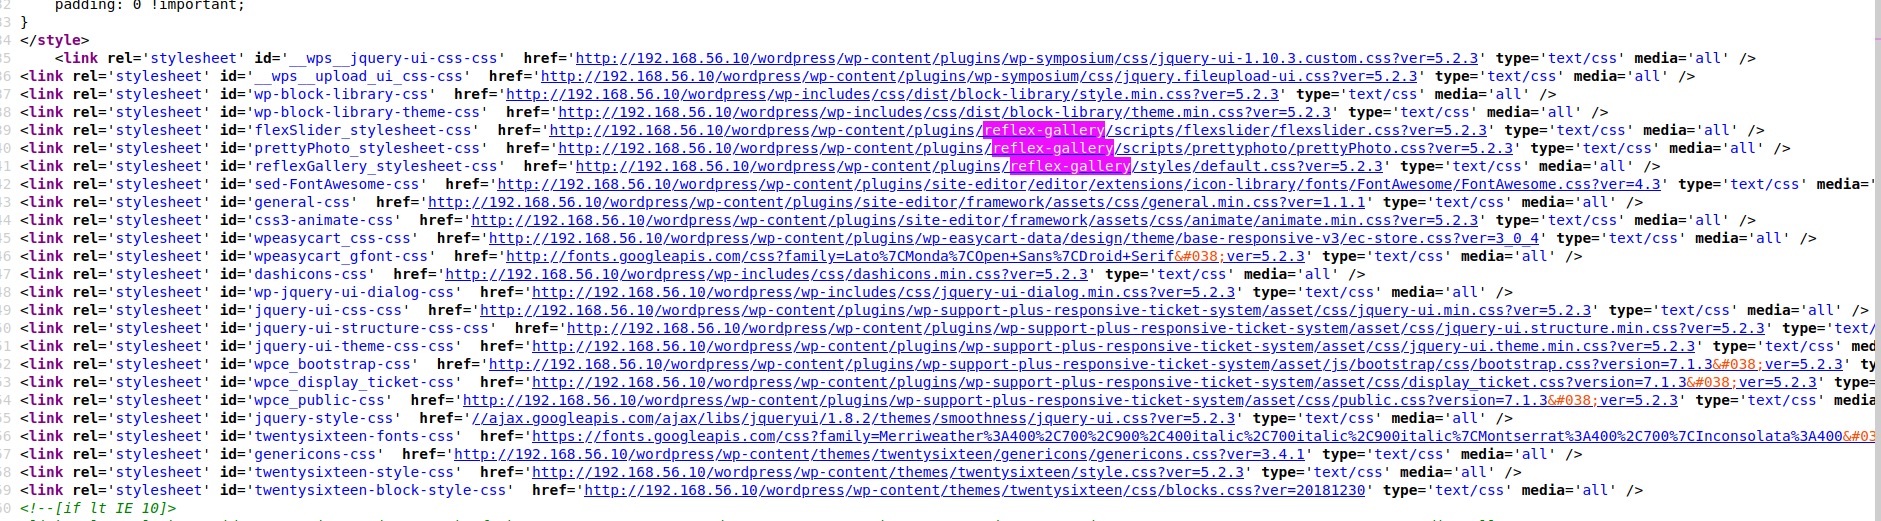 32    padding: 0 !important;
33 }
34 </style>
35     <link rel='stylesheet' id='__wps__jquery-ui-css-css'  href='http://192.168.56.10/wordpress/wp-content/plugins/wp-symposium/css/jquery-ui-1.10.3.custom.css?ver=5.2.3' type='text/css' media='all' />
36 <link rel='stylesheet' id='__wps__upload_ui_css-css'  href='http://192.168.56.10/wordpress/wp-content/plugins/wp-symposium/css/jquery.fileupload-ui.css?ver=5.2.3' type='text/css' media='all' />
37 <link rel='stylesheet' id='wp-block-library-css'  href='http://192.168.56.10/wordpress/wp-includes/css/dist/block-library/style.min.css?ver=5.2.3' type='text/css' media='all' />
38 <link rel='stylesheet' id='wp-block-library-theme-css'  href='http://192.168.56.10/wordpress/wp-includes/css/dist/block-library/theme.min.css?ver=5.2.3' type='text/css' media='all' />
39 <link rel='stylesheet' id='flexSlider_stylesheet-css'  href='http://192.168.56.10/wordpress/wp-content/plugins/reflex-gallery/scripts/flexslider/flexslider.css?ver=5.2.3' type='text/css' media='all' />
40 <link rel='stylesheet' id='prettyPhoto_stylesheet-css'  href='http://192.168.56.10/wordpress/wp-content/plugins/reflex-gallery/scripts/prettyphoto/prettyPhoto.css?ver=5.2.3' type='text/css' media='all' />
41 <link rel='stylesheet' id='reflexGallery_stylesheet-css'  href='http://192.168.56.10/wordpress/wp-content/plugins/reflex-gallery/styles/default.css?ver=5.2.3' type='text/css' media='all' />
42 <link rel='stylesheet' id='sed-FontAwesome-css'  href='http://192.168.56.10/wordpress/wp-content/plugins/site-editor/editor/extensions/icon-library/fonts/FontAwesome/FontAwesome.css?ver=4.3' type='text/css' media='
43 <link rel='stylesheet' id='general-css'  href='http://192.168.56.10/wordpress/wp-content/plugins/site-editor/framework/assets/css/general.min.css?ver=1.1.1' type='text/css' media='all' />
44 <link rel='stylesheet' id='css3-animate-css'  href='http://192.168.56.10/wordpress/wp-content/plugins/site-editor/framework/assets/css/animate/animate.min.css?ver=5.2.3' type='text/css' media='all' />
45 <link rel='stylesheet' id='wpeasycart_css-css'  href='http://192.168.56.10/wordpress/wp-content/plugins/wp-easycart-data/design/theme/base-responsive-v3/ec-store.css?ver=3_0_4' type='text/css' media='all' />
46 <link rel='stylesheet' id='wpeasycart_gfont-css'  href='http://fonts.googleapis.com/css?family=Lato%7CMonda%7COpen+Sans%7CDroid+Serif&#038;ver=5.2.3' type='text/css' media='all' />
47 <link rel='stylesheet' id='dashicons-css'  href='http://192.168.56.10/wordpress/wp-includes/css/dashicons.min.css?ver=5.2.3' type='text/css' media='all' />
48 <link rel='stylesheet' id='wp-jquery-ui-dialog-css'  href='http://192.168.56.10/wordpress/wp-includes/css/jquery-ui-dialog.min.css?ver=5.2.3' type='text/css' media='all' />
49 <link rel='stylesheet' id='jquery-ui-css-css'  href='http://192.168.56.10/wordpress/wp-content/plugins/wp-support-plus-responsive-ticket-system/asset/css/jquery-ui.min.css?ver=5.2.3' type='text/css' media='all' />
50 <link rel='stylesheet' id='jquery-ui-structure-css-css'  href='http://192.168.56.10/wordpress/wp-content/plugins/wp-support-plus-responsive-ticket-system/asset/css/jquery-ui.structure.min.css?ver=5.2.3' type='text/
51 <link rel='stylesheet' id='jquery-ui-theme-css-css'  href='http://192.168.56.10/wordpress/wp-content/plugins/wp-support-plus-responsive-ticket-system/asset/css/jquery-ui.theme.min.css?ver=5.2.3' type='text/css' med
52 <link rel='stylesheet' id='wpce_bootstrap-css'  href='http://192.168.56.10/wordpress/wp-content/plugins/wp-support-plus-responsive-ticket-system/asset/js/bootstrap/css/bootstrap.css?version=7.1.3&#038;ver=5.2.3' ty
53 <link rel='stylesheet' id='wpce_display_ticket-css'  href='http://192.168.56.10/wordpress/wp-content/plugins/wp-support-plus-responsive-ticket-system/asset/css/display_ticket.css?version=7.1.3&#038;ver=5.2.3' type=
54 <link rel='stylesheet' id='wpce_public-css'  href='http://192.168.56.10/wordpress/wp-content/plugins/wp-support-plus-responsive-ticket-system/asset/css/public.css?version=7.1.3&#038;ver=5.2.3' type='text/css' media
55 <link rel='stylesheet' id='jquery-style-css'  href='//ajax.googleapis.com/ajax/libs/jqueryui/1.8.2/themes/smoothness/jquery-ui.css?ver=5.2.3' type='text/css' media='all' />
56 <link rel='stylesheet' id='twentysixteen-fonts-css'  href='https://fonts.googleapis.com/css?family=Merriweather%3A400%2C700%2C900%2C400italic%2C700italic%2C900italic%7CMontserrat%3A400%2C700%7CInconsolata%3A400&#03
57 <link rel='stylesheet' id='genericons-css'  href='http://192.168.56.10/wordpress/wp-content/themes/twentysixteen/genericons/genericons.css?ver=3.4.1' type='text/css' media='all' />
58 <link rel='stylesheet' id='twentysixteen-style-css'  href='http://192.168.56.10/wordpress/wp-content/themes/twentysixteen/style.css?ver=5.2.3' type='text/css' media='all' />
59 <link rel='stylesheet' id='twentysixteen-block-style-css'  href='http://192.168.56.10/wordpress/wp-content/themes/twentysixteen/css/blocks.css?ver=20181230' type='text/css' media='all' />
60 <!--[if lt IE 10]>